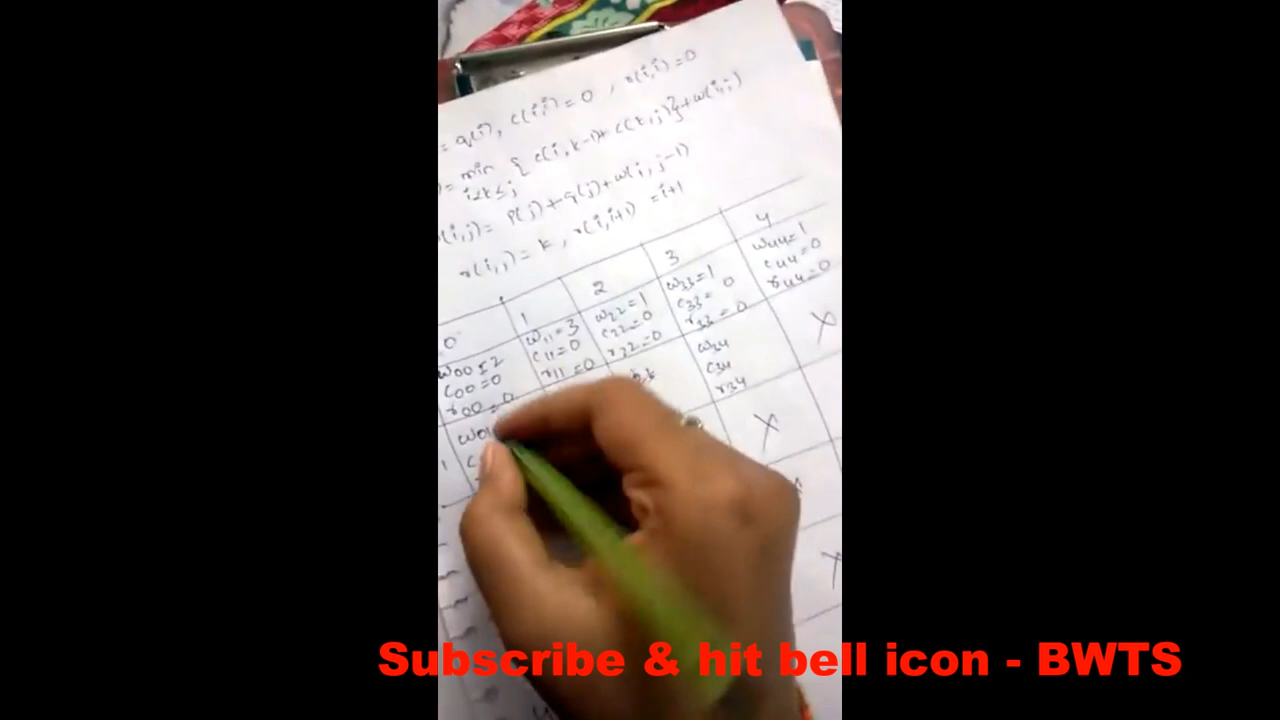 = q(i), c(i,i) = 0, r(i,i) = 0
)= min { c(i, k-1)+ c(k,j)}+w(i,j)
i<k≤j
(i,j)= p(j)+q(j)+w(i, j-1)
r(i,j)= k, r(i,i+1) = i+1
0 1 2 3 4
W00=2 W11=3 W22=1 W33=1 W44=1
C00=0 C11=0 C22=0 C33= 0 C44=0
r00=0 r11=0 r22=0 r33=0 r44=0
1 W01 W34
C34
r34
X
X
X
Subscribe & hit bell icon - BWTS